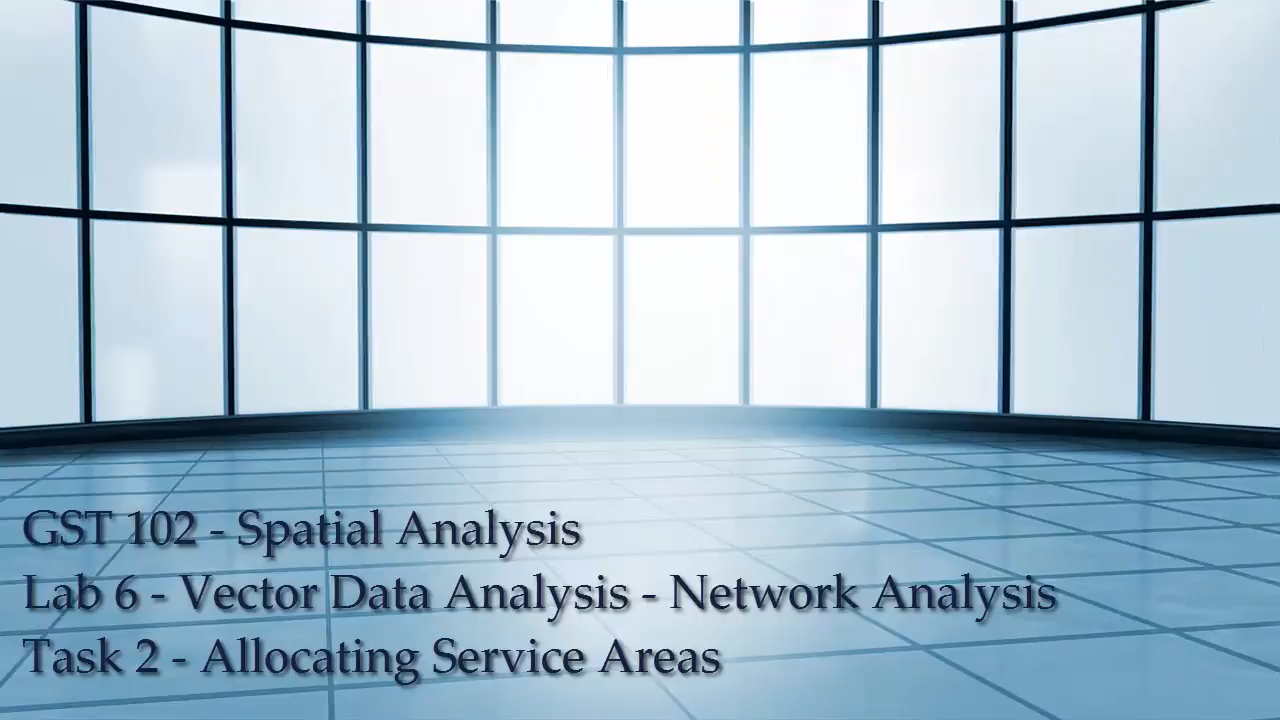 GST 102 - Spatial Analysis
Lab 6 - Vector Data Analysis - Network Analysis
Task 2 - Allocating Service Areas